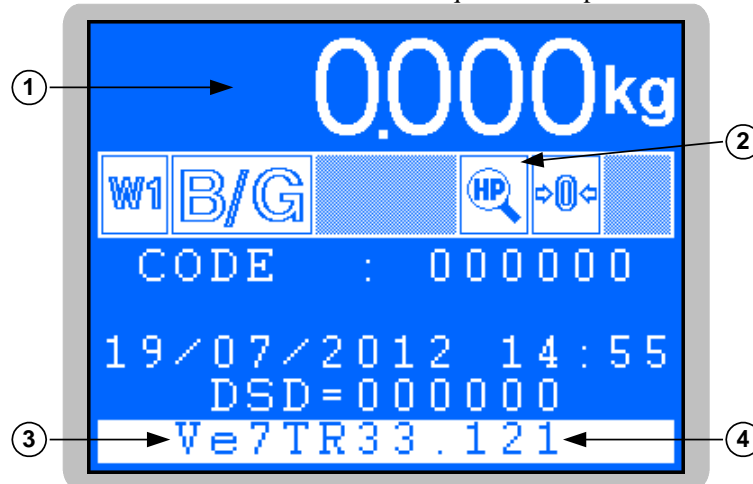 1
0.000kg
2
W1 B/G HP 0
CODE : 000000
19/07/2012 14:55
DSD=000000
3 Ve7TR33.121 4